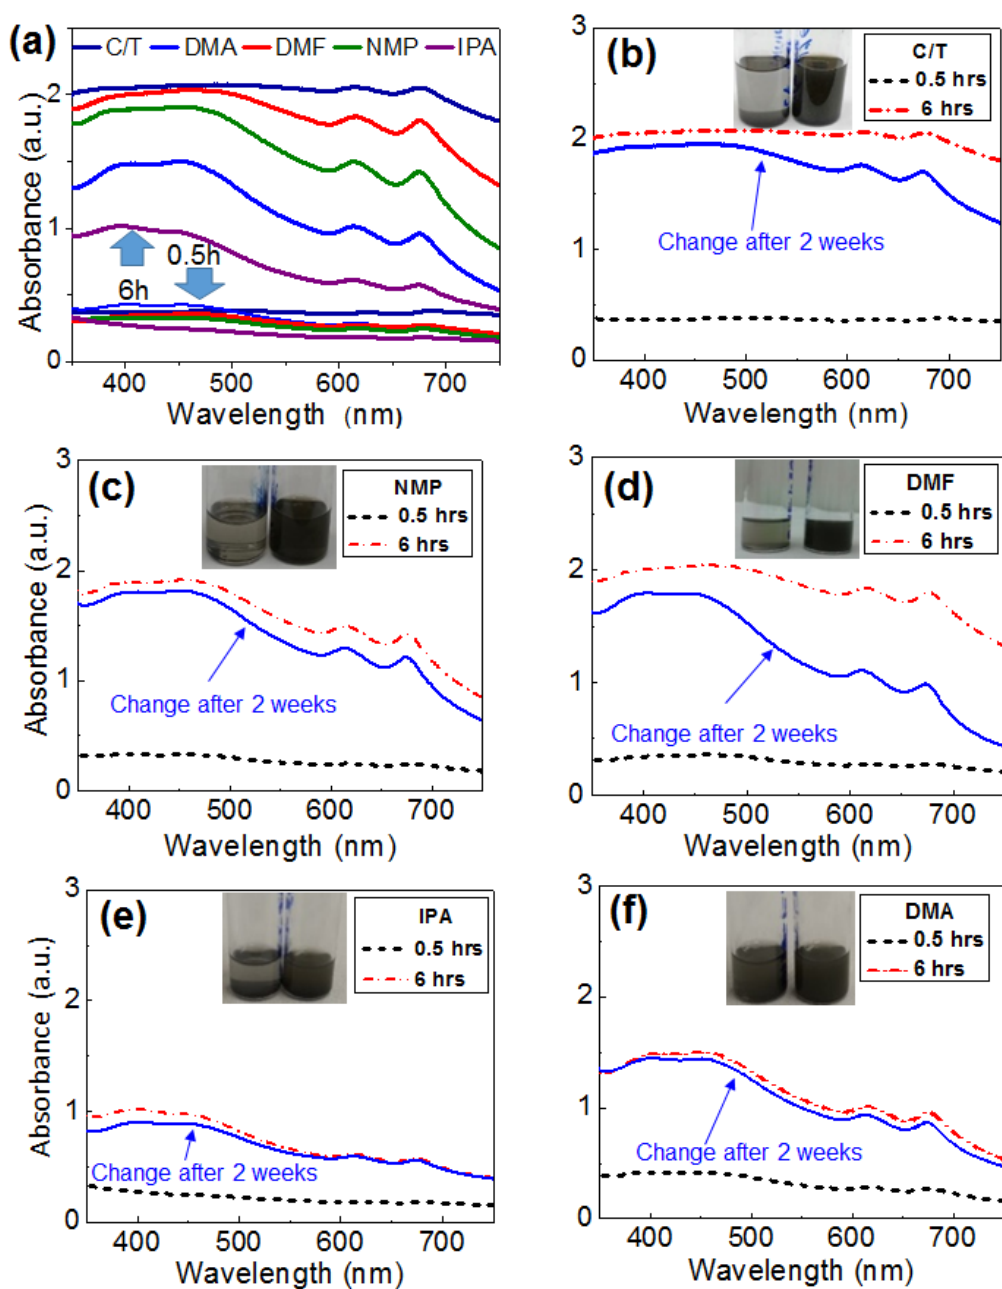 (a)
C/T DMA DMF NMP IPA
Absorbance (a.u.)
2
1
0
0.5h
6h
400 500 600 700
Wavelength (nm)
(b)
C/T
0.5 hrs
6 hrs
3
2
1
0
Change after 2 weeks
400 500 600 700
Wavelength (nm)
(c)
NMP
0.5 hrs
6 hrs
Absorbance (a.u.)
3
2
1
0
Change after 2 weeks
400 500 600 700
Wavelength (nm)
(d)
DMF
0.5 hrs
6 hrs
3
2
1
0
Change after 2 weeks
400 500 600 700
Wavelength (nm)
(e)
IPA
0.5 hrs
6 hrs
Absorbance (a.u.)
3
2
1
0
Change after 2 weeks
400 500 600 700
Wavelength (nm)
(f)
DMA
0.5 hrs
6 hrs
3
2
1
0
Change after 2 weeks
400 500 600 700
Wavelength (nm)